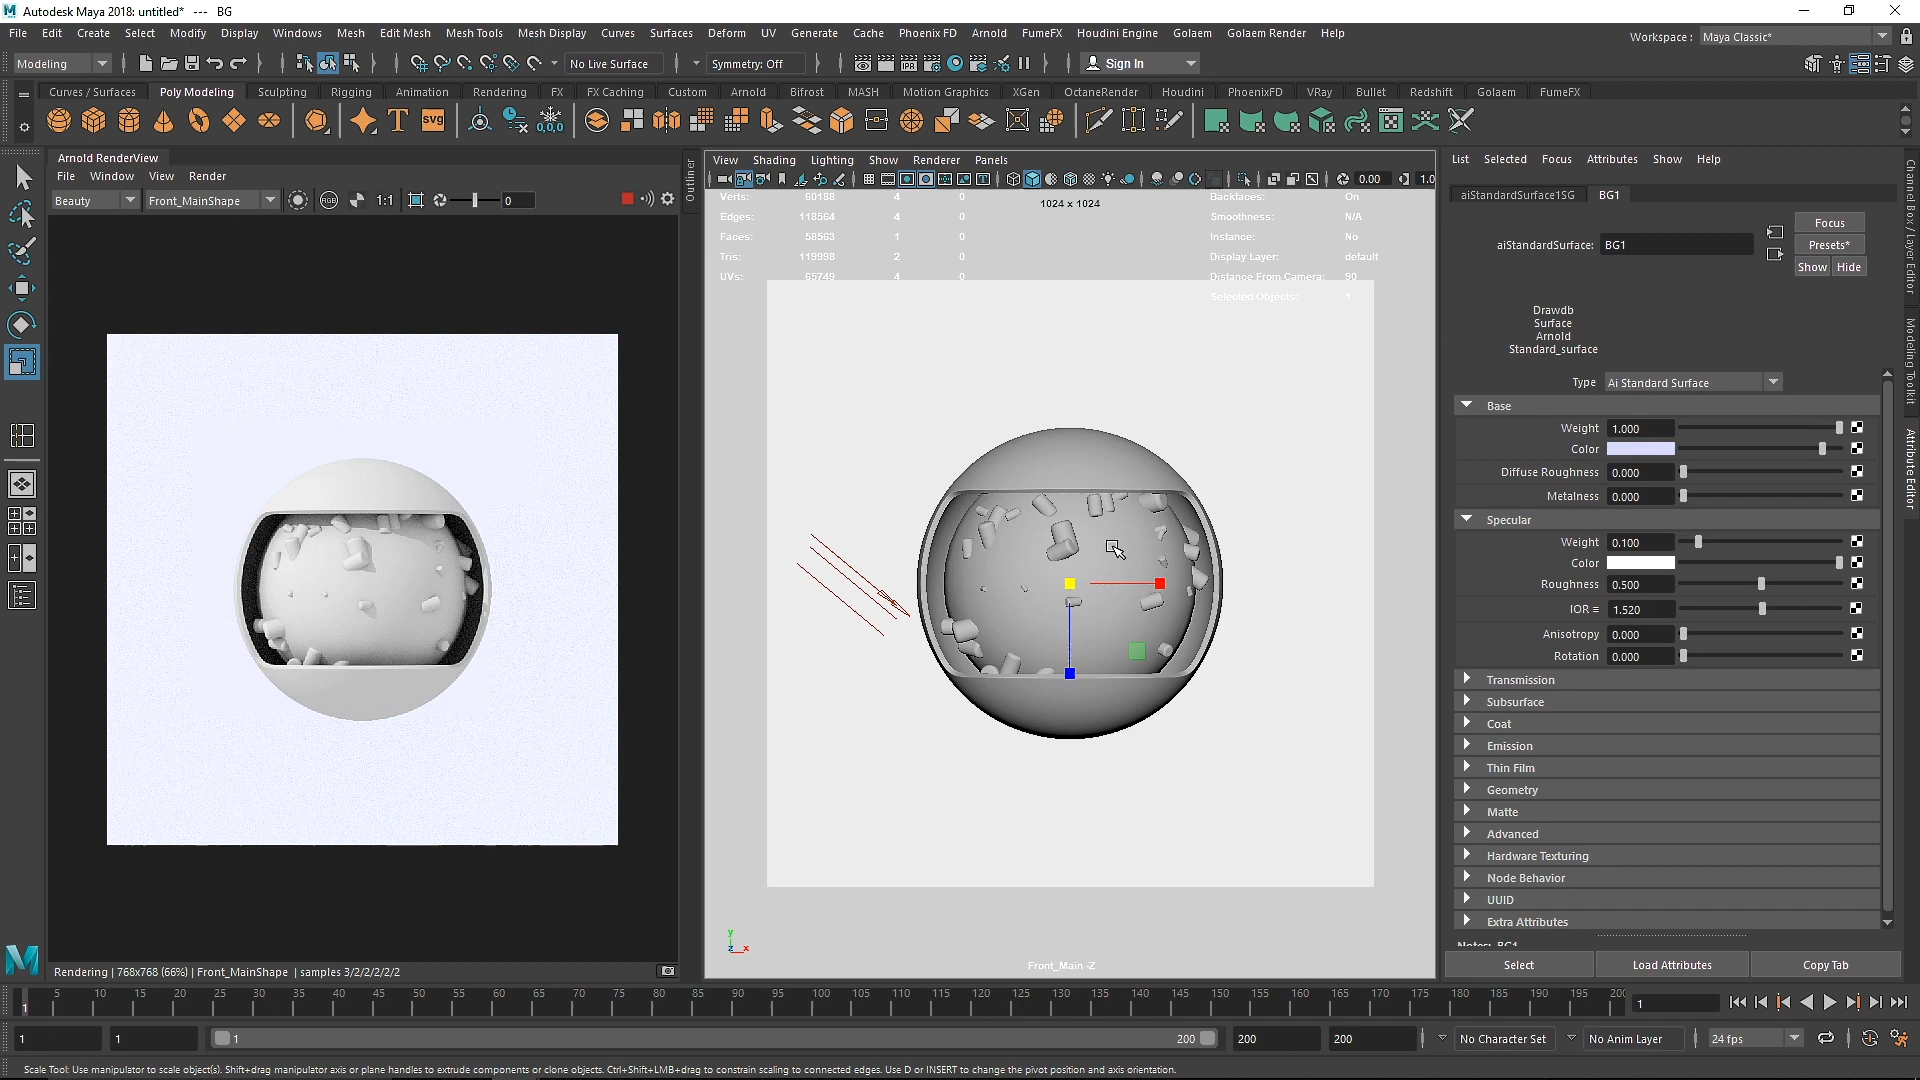 Autodesk Maya 2018: untitled*   ---   BG
File Edit Create Select Modify Display Windows Mesh Edit Mesh Mesh Tools Mesh Display Curves Surfaces Deform UV Generate Cache Phoenix FD Arnold FumeFX Houdini Engine Golaem Golaem Render Help
Workspace : Maya Classic*
Modeling No Live Surface Symmetry: Off Sign In
Curves / Surfaces Poly Modeling Sculpting Rigging Animation Rendering FX FX Caching Custom Arnold Bifrost MASH Motion Graphics XGen OctaneRender Houdini PhoenixFD VRay Bullet Redshift Golaem FumeFX
Arnold RenderView
File Window View Render
Beauty Front_MainShape 1:1 0
Outliner
View Shading Lighting Show Renderer Panels
0.00 1.0
Verts: 60188 4 0
Edges: 118564 4 0
Faces: 58563 1 0
Tris: 119998 2 0
UVs: 65749 4 0
1024 x 1024
Backfaces: On
Smoothness: N/A
Instance: No
Display Layer: default
Distance From Camera: 90
Selected Objects: 1
Front_Main -Z
y
z x
Rendering | 768x768 (66%) | Front_MainShape | samples 3/2/2/2/2/2
List Selected Focus Attributes Show Help
aiStandardSurface1SG BG1
aiStandardSurface: BG1
Focus
Presets*
Show Hide
Drawdb
Surface
Arnold
Standard_surface
Type Ai Standard Surface
Base
Weight 1.000
Color
Diffuse Roughness 0.000
Metalness 0.000
Specular
Weight 0.100
Color
Roughness 0.500
IOR ≡ 1.520
Anisotropy 0.000
Rotation 0.000
Transmission
Subsurface
Coat
Emission
Thin Film
Geometry
Matte
Advanced
Hardware Texturing
Node Behavior
UUID
Extra Attributes
Notes: BG1
Select Load Attributes Copy Tab
Channel Box / Layer Editor
Modeling Toolkit
Attribute Editor
1 5 10 15 20 25 30 35 40 45 50 55 60 65 70 75 80 85 90 95 100 105 110 115 120 125 130 135 140 145 150 155 160 165 170 175 180 185 190 195 200 1
1 1 1 200 200 200 No Character Set No Anim Layer 24 fps
Scale Tool: Use manipulator to scale object(s). Shift+drag manipulator axis or plane handles to extrude components or clone objects. Ctrl+Shift+LMB+drag to constrain scaling to connected edges. Use D or INSERT to change the pivot position and axis orientation.